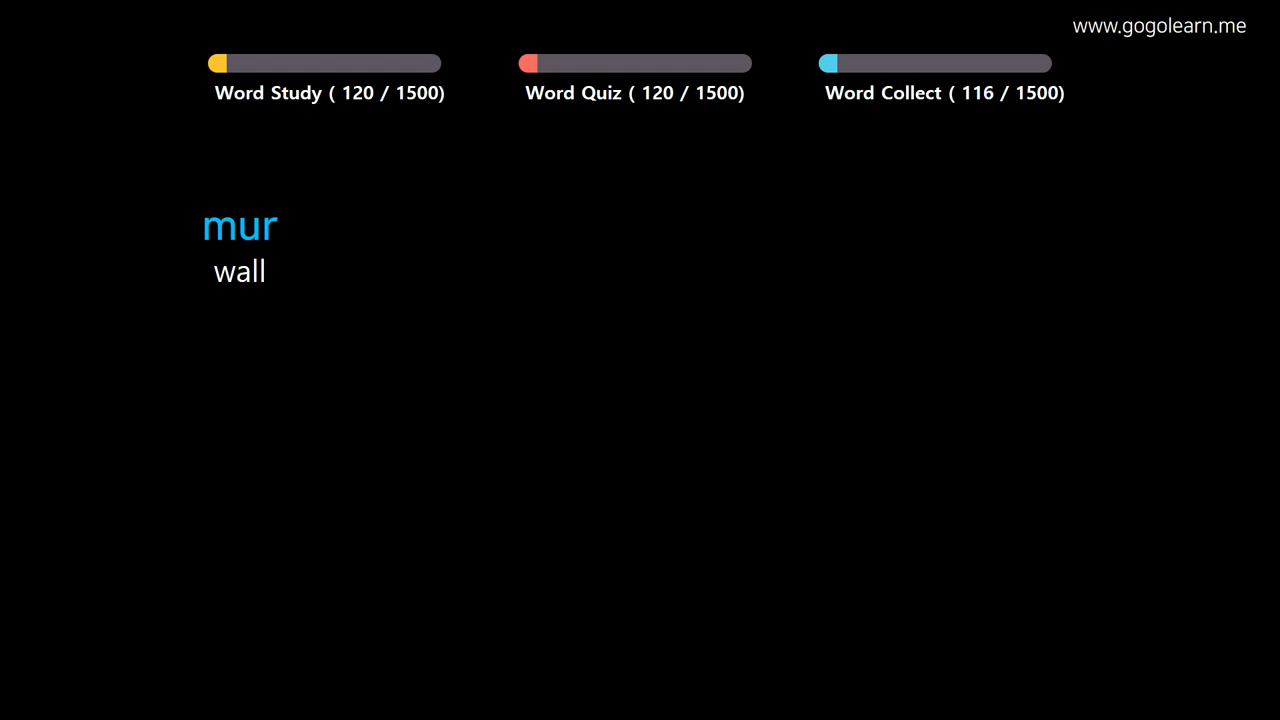 www.gogolearn.me
Word Study ( 120 / 1500)
Word Quiz ( 120 / 1500)
Word Collect ( 116 / 1500)
mur
wall